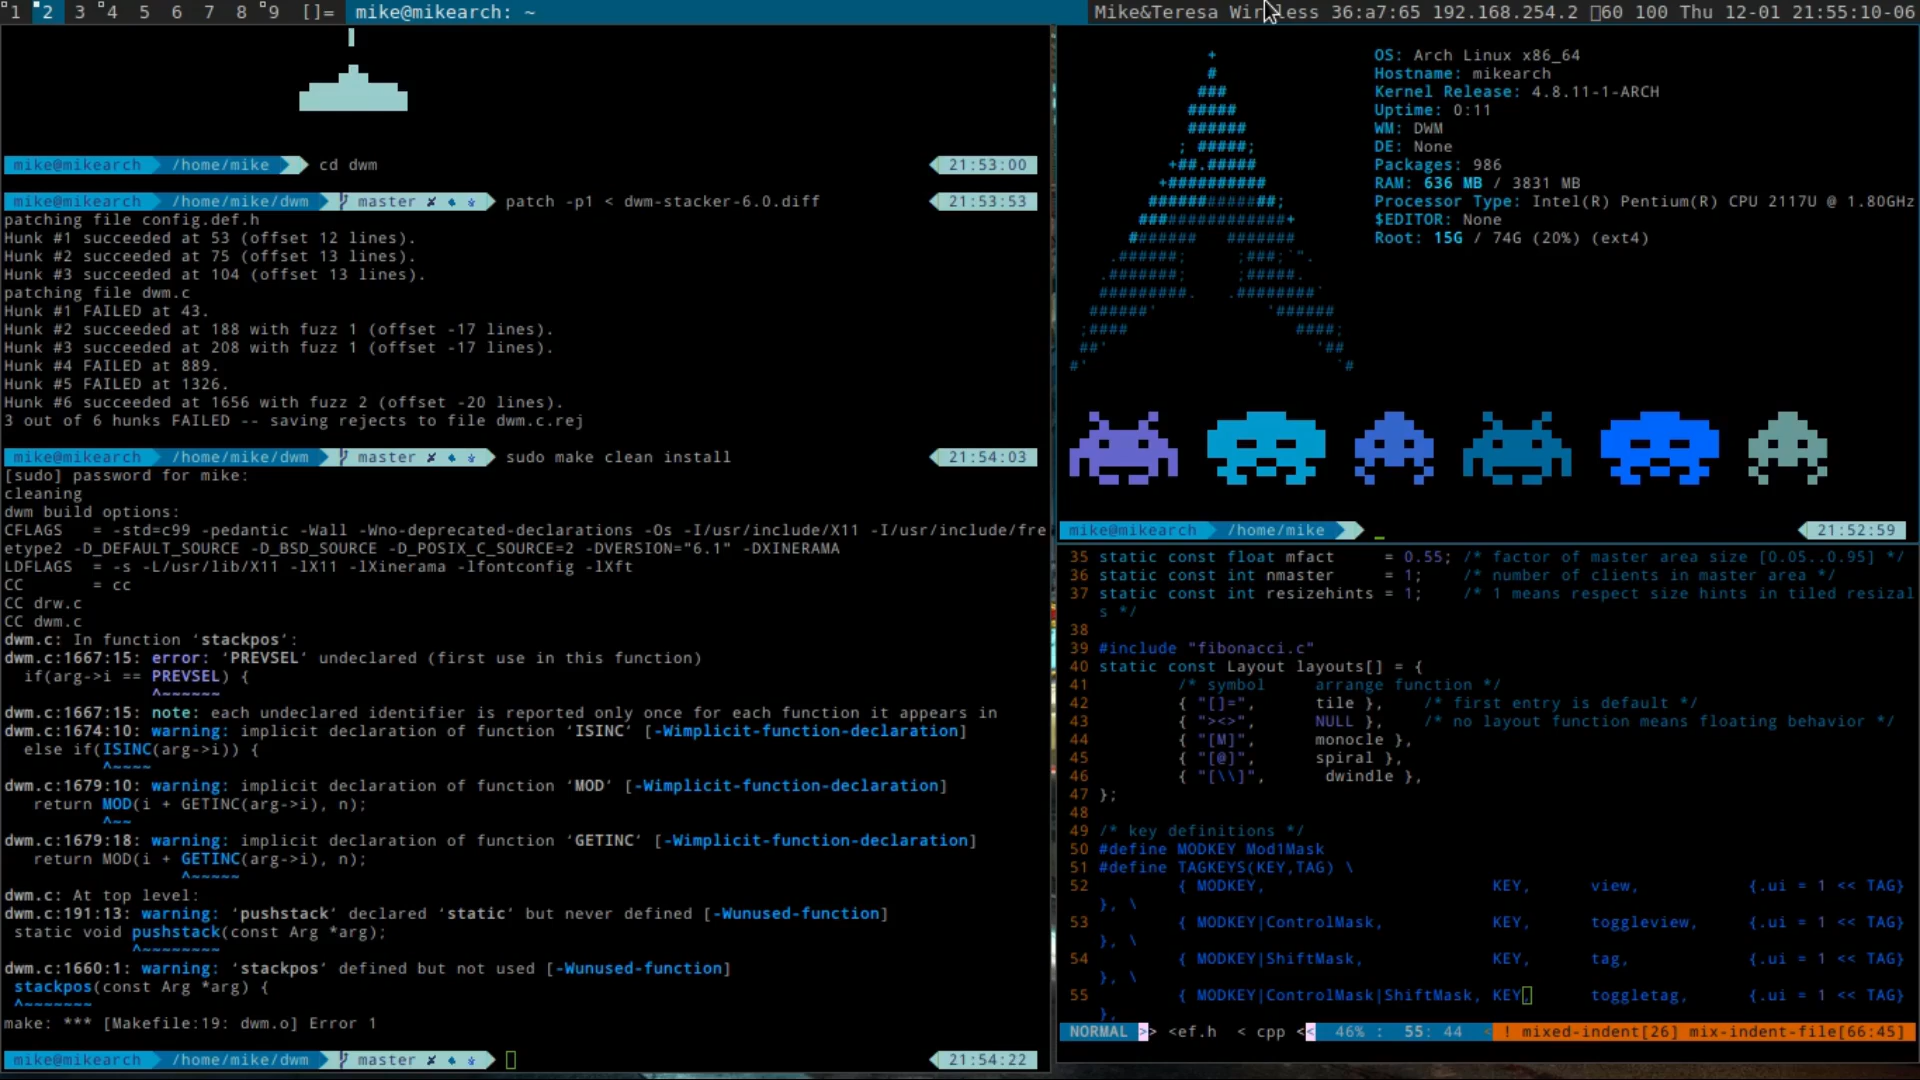 1 2 3 4 5 6 7 8 9 []= mike@mikearch: ~
Mike&Teresa Wireless 36:a7:65 192.168.254.2 60 100 Thu 12-01 21:55:10-06
mike@mikearch /home/mike cd dwm 21:53:00
mike@mikearch /home/mike/dwm master patch -p1 < dwm-stacker-6.0.diff 21:53:53
patching file config.def.h
Hunk #1 succeeded at 53 (offset 12 lines).
Hunk #2 succeeded at 75 (offset 13 lines).
Hunk #3 succeeded at 104 (offset 13 lines).
patching file dwm.c
Hunk #1 FAILED at 43.
Hunk #2 succeeded at 188 with fuzz 1 (offset -17 lines).
Hunk #3 succeeded at 208 with fuzz 1 (offset -17 lines).
Hunk #4 FAILED at 889.
Hunk #5 FAILED at 1326.
Hunk #6 succeeded at 1656 with fuzz 2 (offset -20 lines).
3 out of 6 hunks FAILED -- saving rejects to file dwm.c.rej
mike@mikearch /home/mike/dwm master sudo make clean install 21:54:03
[sudo] password for mike:
cleaning
dwm build options:
CFLAGS   = -std=c99 -pedantic -Wall -Wno-deprecated-declarations -Os -I/usr/include/X11 -I/usr/include/fre
etype2 -D_DEFAULT_SOURCE -D_BSD_SOURCE -D_POSIX_C_SOURCE=2 -DVERSION="6.1" -DXINERAMA
LDFLAGS  = -s -L/usr/lib/X11 -lX11 -lXinerama -lfontconfig -lXft
CC       = cc
CC drw.c
CC dwm.c
dwm.c: In function ‘stackpos’:
dwm.c:1667:15: error: ‘PREVSEL’ undeclared (first use in this function)
  if(arg->i == PREVSEL) {
               ^~~~~~~
dwm.c:1667:15: note: each undeclared identifier is reported only once for each function it appears in
dwm.c:1674:10: warning: implicit declaration of function ‘ISINC’ [-Wimplicit-function-declaration]
  else if(ISINC(arg->i)) {
          ^~~~~
dwm.c:1679:10: warning: implicit declaration of function ‘MOD’ [-Wimplicit-function-declaration]
   return MOD(i + GETINC(arg->i), n);
          ^~~
dwm.c:1679:18: warning: implicit declaration of function ‘GETINC’ [-Wimplicit-function-declaration]
   return MOD(i + GETINC(arg->i), n);
                  ^~~~~~
dwm.c: At top level:
dwm.c:191:13: warning: ‘pushstack’ declared ‘static’ but never defined [-Wunused-function]
 static void pushstack(const Arg *arg);
             ^~~~~~~~~
dwm.c:1660:1: warning: ‘stackpos’ defined but not used [-Wunused-function]
 stackpos(const Arg *arg) {
 ^~~~~~~~
make: *** [Makefile:19: dwm.o] Error 1
mike@mikearch /home/mike/dwm master 21:54:22
OS: Arch Linux x86_64
Hostname: mikearch
Kernel Release: 4.8.11-1-ARCH
Uptime: 0:11
WM: DWM
DE: None
Packages: 986
RAM: 636 MB / 3831 MB
Processor Type: Intel(R) Pentium(R) CPU 2117U @ 1.80GHz
$EDITOR: None
Root: 15G / 74G (20%) (ext4)
mike@mikearch /home/mike 21:52:59
35 static const float mfact     = 0.55; /* factor of master area size [0.05..0.95] */
36 static const int nmaster     = 1;    /* number of clients in master area */
37 static const int resizehints = 1;    /* 1 means respect size hints in tiled resizal
s */
38
39 #include "fibonacci.c"
40 static const Layout layouts[] = {
41         /* symbol     arrange function */
42         { "[]=",      tile },    /* first entry is default */
43         { "><>",      NULL },    /* no layout function means floating behavior */
44         { "[M]",      monocle },
45         { "[@]",      spiral },
46         { "[\\]",      dwindle },
47 };
48
49 /* key definitions */
50 #define MODKEY Mod1Mask
51 #define TAGKEYS(KEY,TAG) \
52         { MODKEY,                       KEY,      view,           {.ui = 1 << TAG}
}, \
53         { MODKEY|ControlMask,           KEY,      toggleview,     {.ui = 1 << TAG}
}, \
54         { MODKEY|ShiftMask,             KEY,      tag,            {.ui = 1 << TAG}
}, \
55         { MODKEY|ControlMask|ShiftMask, KEY,      toggletag,      {.ui = 1 << TAG}
},
NORMAL >> <ef.h < cpp << 46% : 55: 44 < ! mixed-indent[26] mix-indent-file[66:45]